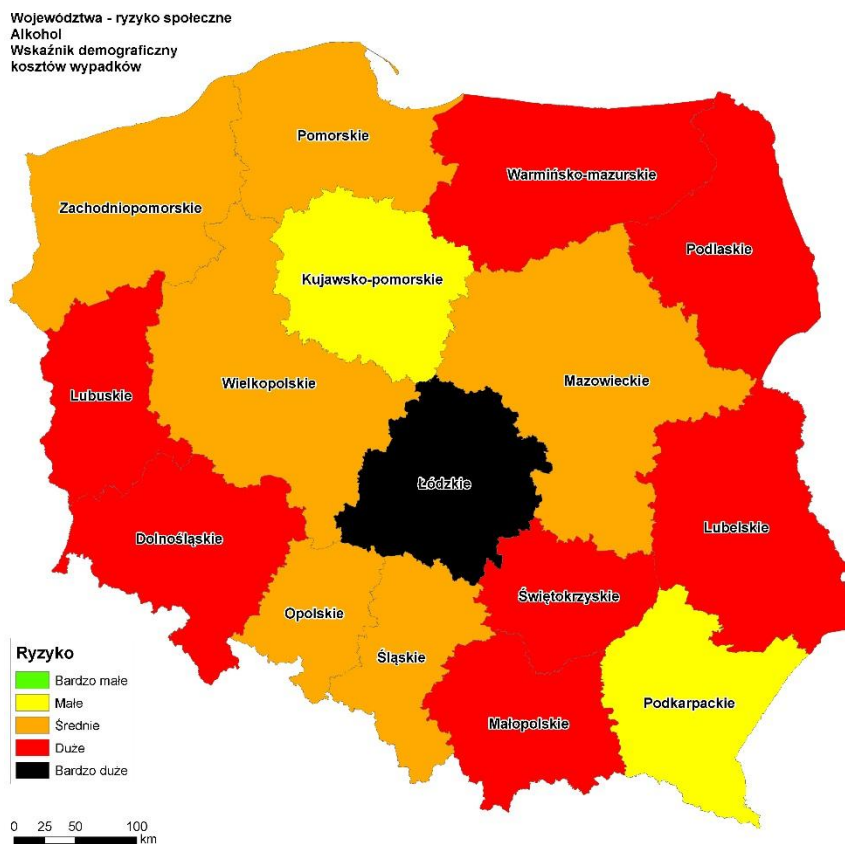 Województwa - ryzyko społeczne
Alkohol
Wskaźnik demograficzny
kosztów wypadków
Pomorskie
Warmińsko-mazurskie
Zachodniopomorskie
Podlaskie
Kujawsko-pomorskie
Wielkopolskie
Mazowieckie
Lubuskie
Łódzkie
Lubelskie
Dolnośląskie
Świętokrzyskie
Opolskie
Śląskie
Podkarpackie
Małopolskie
Ryzyko
Bardzo małe
Małe
Średnie
Duże
Bardzo duże
0 25 50 100
km